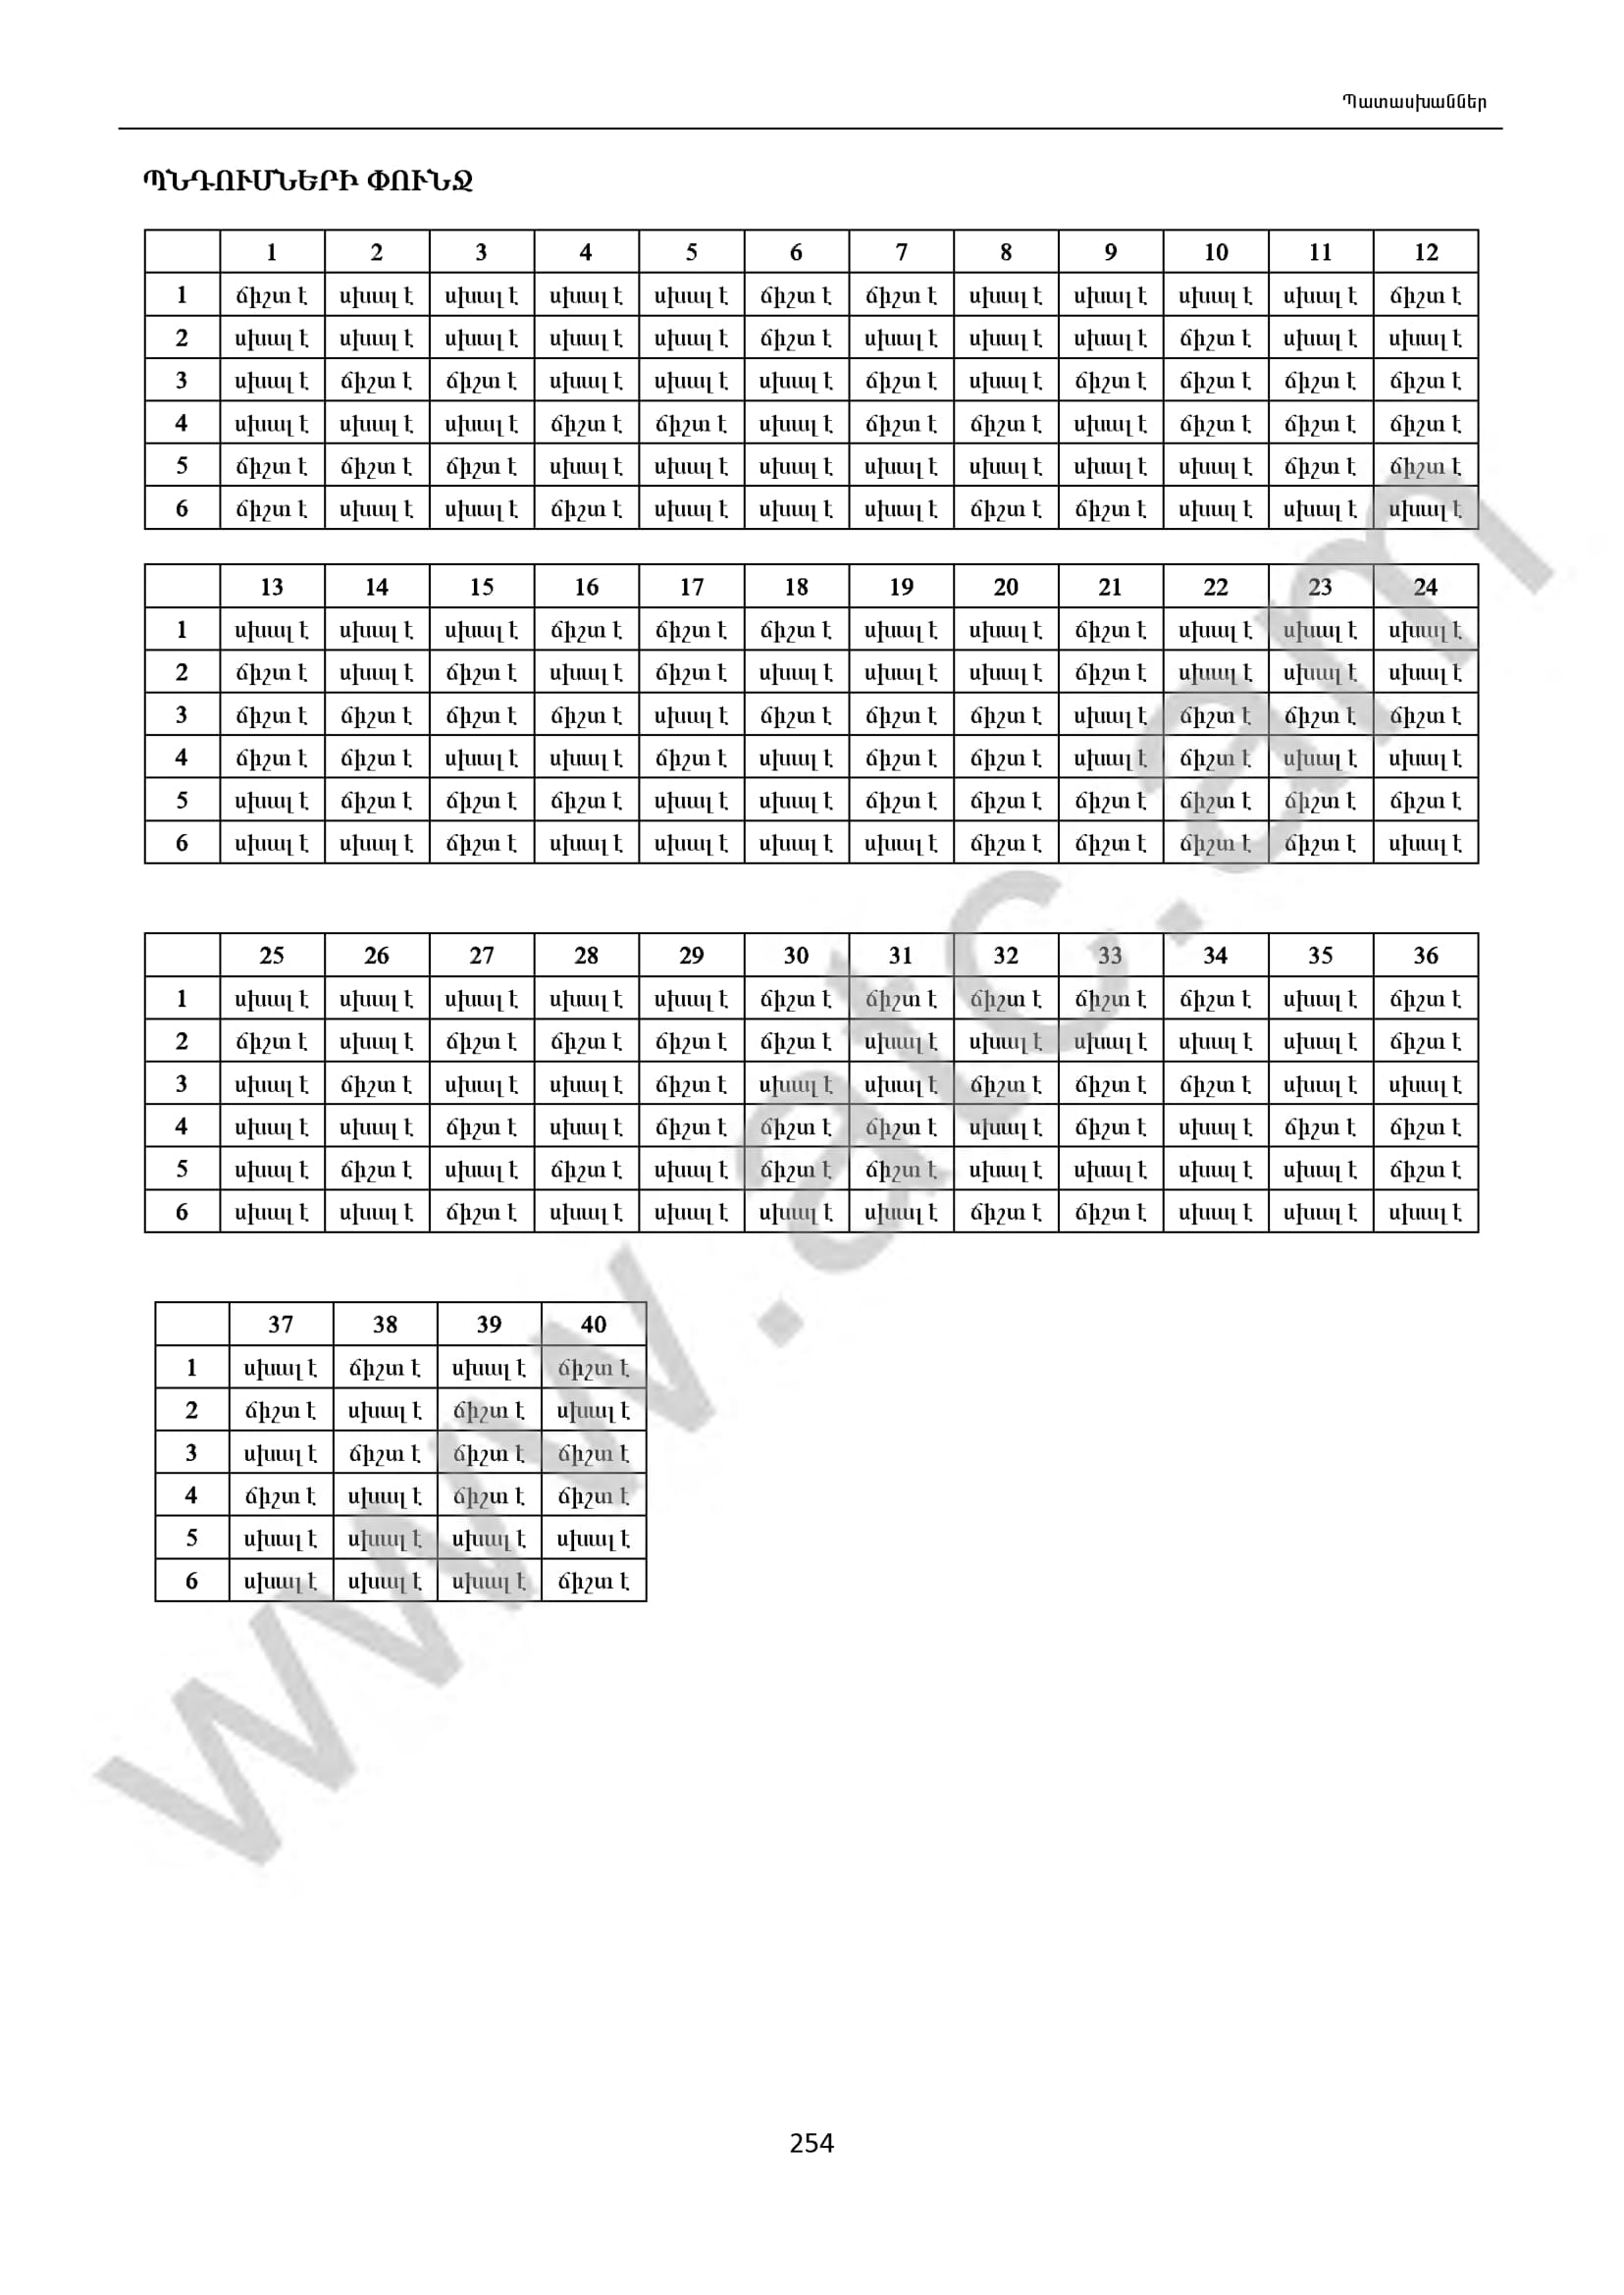 Պատասխաններ
ՊՆԴՈՒՄՆԵՐԻ ՓՈՒՆՋ
1 2 3 4 5 6 7 8 9 10 11 12
1 ճիշտ է սխալ է սխալ է սխալ է սխալ է ճիշտ է ճիշտ է սխալ է սխալ է սխալ է սխալ է ճիշտ է
2 սխալ է սխալ է սխալ է սխալ է սխալ է ճիշտ է սխալ է սխալ է սխալ է ճիշտ է սխալ է սխալ է
3 սխալ է ճիշտ է ճիշտ է սխալ է սխալ է սխալ է ճիշտ է սխալ է ճիշտ է ճիշտ է ճիշտ է ճիշտ է
4 սխալ է սխալ է սխալ է ճիշտ է ճիշտ է սխալ է ճիշտ է ճիշտ է սխալ է ճիշտ է ճիշտ է ճիշտ է
5 ճիշտ է ճիշտ է ճիշտ է սխալ է սխալ է սխալ է սխալ է սխալ է սխալ է սխալ է ճիշտ է ճիշտ է
6 ճիշտ է սխալ է սխալ է ճիշտ է սխալ է սխալ է սխալ է ճիշտ է ճիշտ է սխալ է սխալ է սխալ է
13 14 15 16 17 18 19 20 21 22 23 24
1 սխալ է սխալ է սխալ է ճիշտ է ճիշտ է ճիշտ է սխալ է սխալ է ճիշտ է սխալ է սխալ է սխալ է
2 ճիշտ է սխալ է ճիշտ է սխալ է ճիշտ է սխալ է սխալ է սխալ է ճիշտ է սխալ է սխալ է սխալ է
3 ճիշտ է ճիշտ է ճիշտ է ճիշտ է սխալ է ճիշտ է ճիշտ է ճիշտ է սխալ է ճիշտ է ճիշտ է ճիշտ է
4 ճիշտ է ճիշտ է սխալ է սխալ է ճիշտ է սխալ է ճիշտ է ճիշտ է սխալ է ճիշտ է սխալ է սխալ է
5 սխալ է ճիշտ է ճիշտ է ճիշտ է սխալ է սխալ է ճիշտ է ճիշտ է ճիշտ է ճիշտ է ճիշտ է ճիշտ է
6 սխալ է սխալ է ճիշտ է սխալ է սխալ է սխալ է սխալ է ճիշտ է ճիշտ է ճիշտ է ճիշտ է սխալ է
25 26 27 28 29 30 31 32 33 34 35 36
1 սխալ է սխալ է սխալ է սխալ է սխալ է ճիշտ է ճիշտ է ճիշտ է ճիշտ է ճիշտ է սխալ է ճիշտ է
2 ճիշտ է սխալ է ճիշտ է ճիշտ է ճիշտ է ճիշտ է սխալ է սխալ է սխալ է սխալ է սխալ է ճիշտ է
3 սխալ է ճիշտ է սխալ է սխալ է ճիշտ է սխալ է սխալ է ճիշտ է ճիշտ է ճիշտ է սխալ է սխալ է
4 սխալ է սխալ է ճիշտ է սխալ է ճիշտ է ճիշտ է ճիշտ է սխալ է ճիշտ է սխալ է ճիշտ է ճիշտ է
5 սխալ է ճիշտ է սխալ է ճիշտ է սխալ է ճիշտ է ճիշտ է սխալ է սխալ է սխալ է սխալ է ճիշտ է
6 սխալ է սխալ է ճիշտ է սխալ է սխալ է սխալ է սխալ է ճիշտ է ճիշտ է սխալ է սխալ է սխալ է
37 38 39 40
1 սխալ է ճիշտ է սխալ է ճիշտ է
2 ճիշտ է սխալ է ճիշտ է սխալ է
3 սխալ է ճիշտ է ճիշտ է ճիշտ է
4 ճիշտ է սխալ է ճիշտ է ճիշտ է
5 սխալ է սխալ է սխալ է սխալ է
6 սխալ է սխալ է սխալ է ճիշտ է
www.atc.am
254